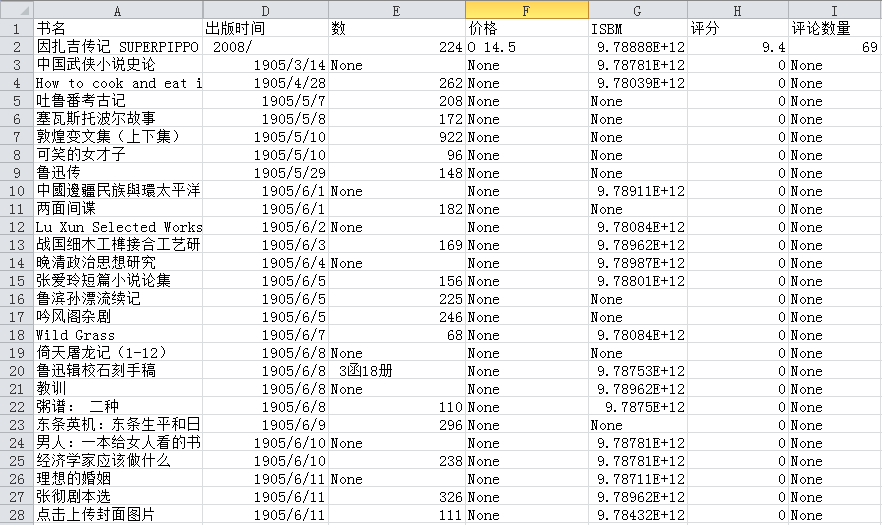 A D E F G H I
1 书名 出版时间 数 价格 ISBM 评分 评论数量
2 因扎吉传记 SUPERPIPPO 2008/ 224 O 14.5 9.78888E+12 9.4 69
3 中国武侠小说史论 1905/3/14 None None 9.78781E+12 0 None
4 How to cook and eat i 1905/4/28 262 None 9.78039E+12 0 None
5 吐鲁番考古记 1905/5/7 208 None None 0 None
6 塞瓦斯托波尔故事 1905/5/8 172 None None 0 None
7 敦煌变文集（上下集） 1905/5/10 922 None None 0 None
8 可笑的女才子 1905/5/10 96 None None 0 None
9 鲁迅传 1905/5/29 148 None None 0 None
10 中國邊疆民族與環太平洋 1905/6/1 None None 9.78911E+12 0 None
11 两面间谍 1905/6/1 182 None None 0 None
12 Lu Xun Selected Works 1905/6/2 None None 9.78084E+12 0 None
13 战国细木工榫接合工艺研 1905/6/3 169 None 9.78962E+12 0 None
14 晚清政治思想研究 1905/6/4 None None 9.78987E+12 0 None
15 张爱玲短篇小说论集 1905/6/5 156 None 9.78801E+12 0 None
16 鲁滨孙漂流续记 1905/6/5 225 None None 0 None
17 吟风阁杂剧 1905/6/5 246 None None 0 None
18 Wild Grass 1905/6/7 68 None 9.78084E+12 0 None
19 倚天屠龙记（1-12） 1905/6/8 None None None 0 None
20 鲁迅辑校石刻手稿 1905/6/8 3函18册 None 9.78753E+12 0 None
21 教训 1905/6/8 None None 9.78962E+12 0 None
22 粥谱： 二种 1905/6/8 110 None 9.7875E+12 0 None
23 东条英机：东条生平和日 1905/6/9 296 None None 0 None
24 男人：一本给女人看的书 1905/6/10 None None 9.78781E+12 0 None
25 经济学家应该做什么 1905/6/10 238 None 9.78781E+12 0 None
26 理想的婚姻 1905/6/11 None None 9.78711E+12 0 None
27 张彻剧本选 1905/6/11 326 None 9.78962E+12 0 None
28 点击上传封面图片 1905/6/11 111 None 9.78432E+12 0 None